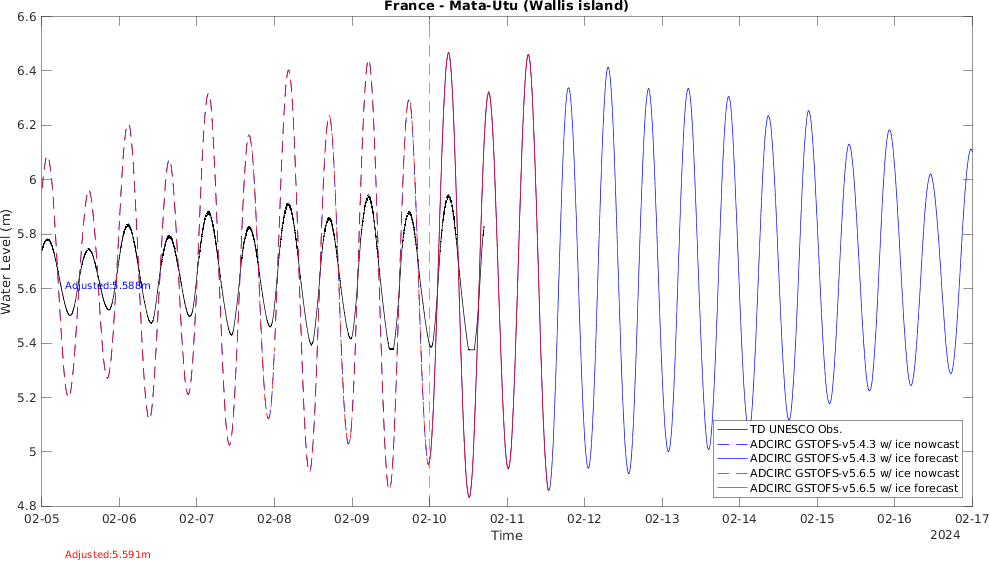 France - Mata-Utu (Wallis island)
6.6
6.4
6.2
6
5.8
5.6
5.4
5.2
5
4.8
Water Level (m)
Adjusted:5.588m
TD UNESCO Obs.
ADCIRC GSTOFS-v5.4.3 w/ ice nowcast
ADCIRC GSTOFS-v5.4.3 w/ ice forecast
ADCIRC GSTOFS-v5.6.5 w/ ice nowcast
ADCIRC GSTOFS-v5.6.5 w/ ice forecast
02-05 02-06 02-07 02-08 02-09 02-10 02-11 02-12 02-13 02-14 02-15 02-16 02-17
Time
2024
Adjusted:5.591m